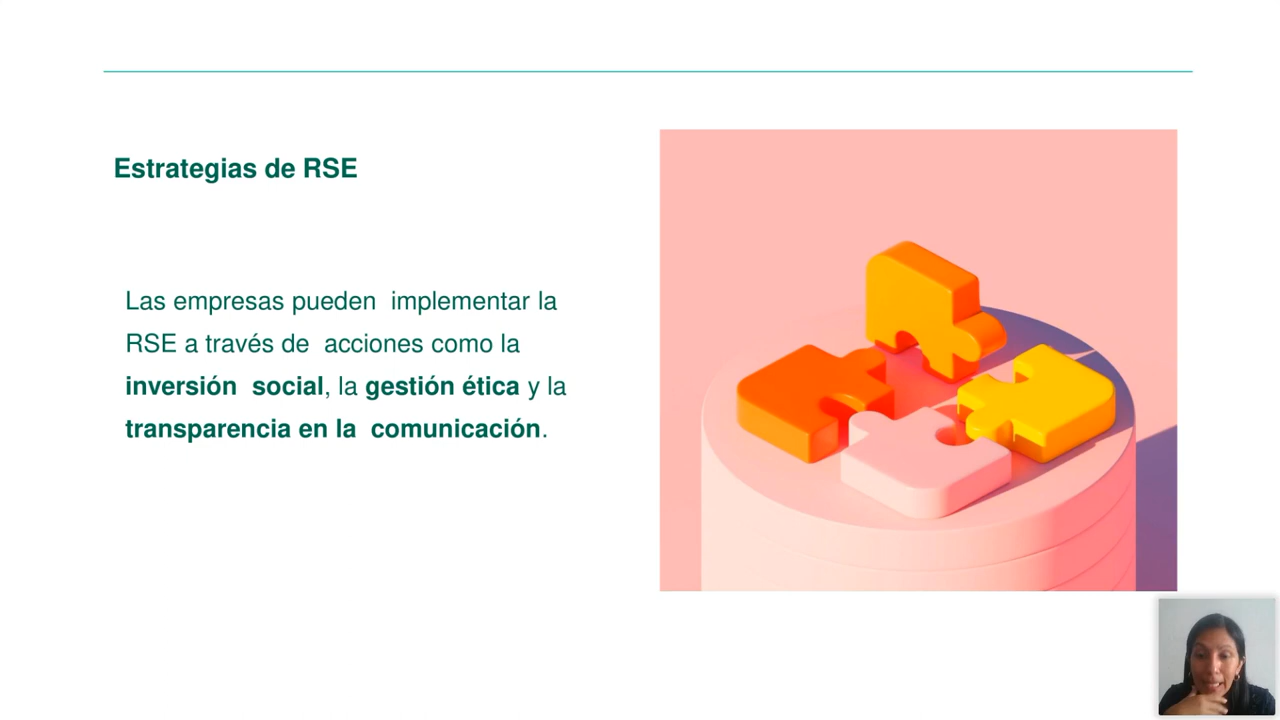 Estrategias de RSE
Las empresas pueden implementar la
RSE a través de acciones como la
inversión social, la gestión ética y la
transparencia en la comunicación.